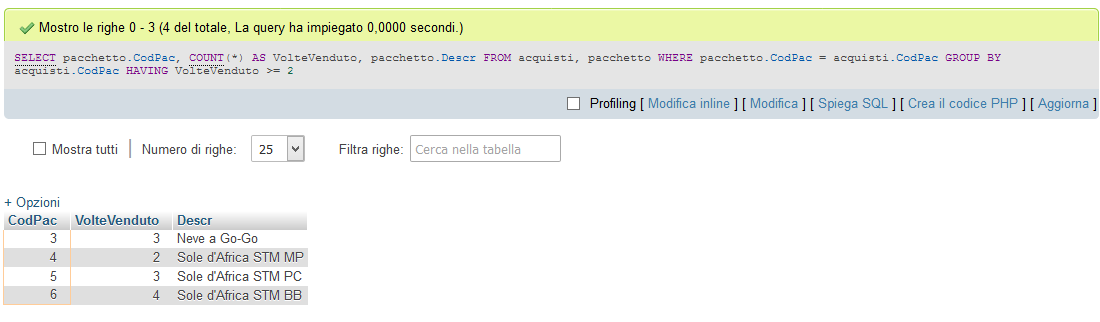 Mostro le righe 0 - 3 (4 del totale, La query ha impiegato 0,0000 secondi.)
SELECT pacchetto.CodPac, COUNT(*) AS VolteVenduto, pacchetto.Descr FROM acquisti, pacchetto WHERE pacchetto.CodPac = acquisti.CodPac GROUP BY
acquisti.CodPac HAVING VolteVenduto >= 2
Profiling [ Modifica inline ] [ Modifica ] [ Spiega SQL ] [ Crea il codice PHP ] [ Aggiorna ]
Mostra tutti | Numero di righe: 25 Filtra righe: Cerca nella tabella
+ Opzioni
CodPac VolteVenduto Descr
3 3 Neve a Go-Go
4 2 Sole d'Africa STM MP
5 3 Sole d'Africa STM PC
6 4 Sole d'Africa STM BB